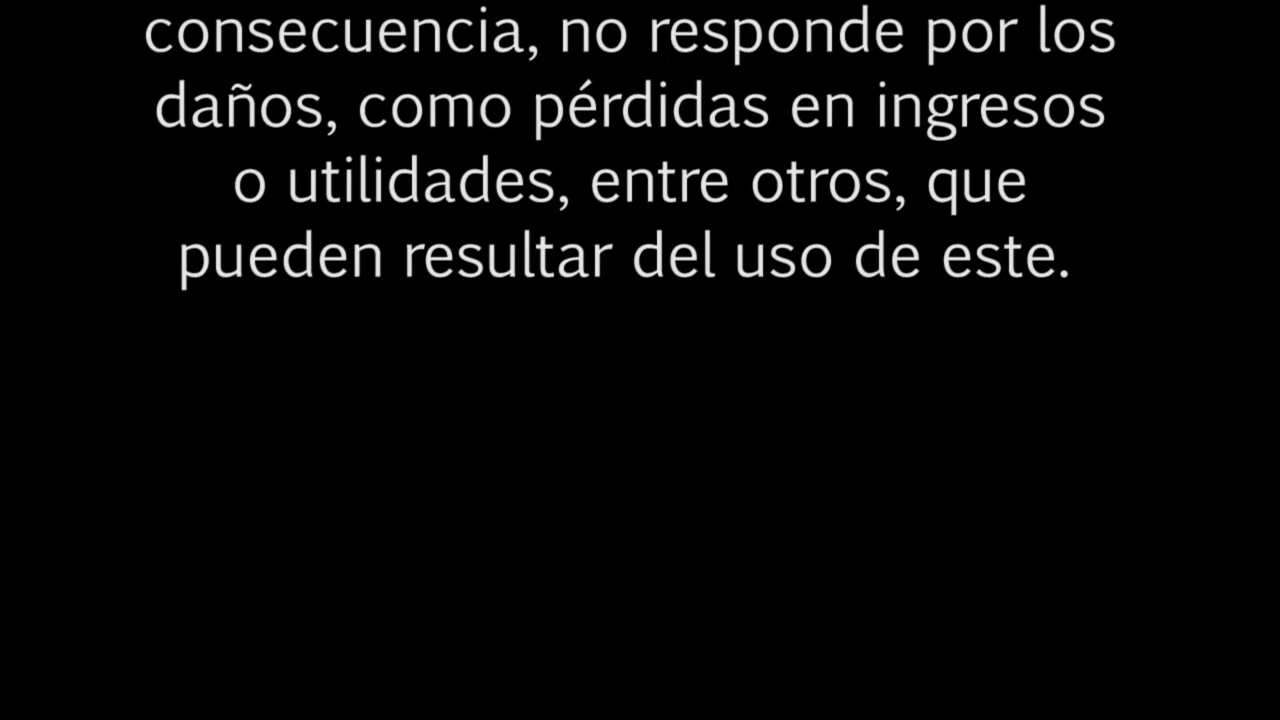 consecuencia, no responde por los
daños, como pérdidas en ingresos
o utilidades, entre otros, que
pueden resultar del uso de este.